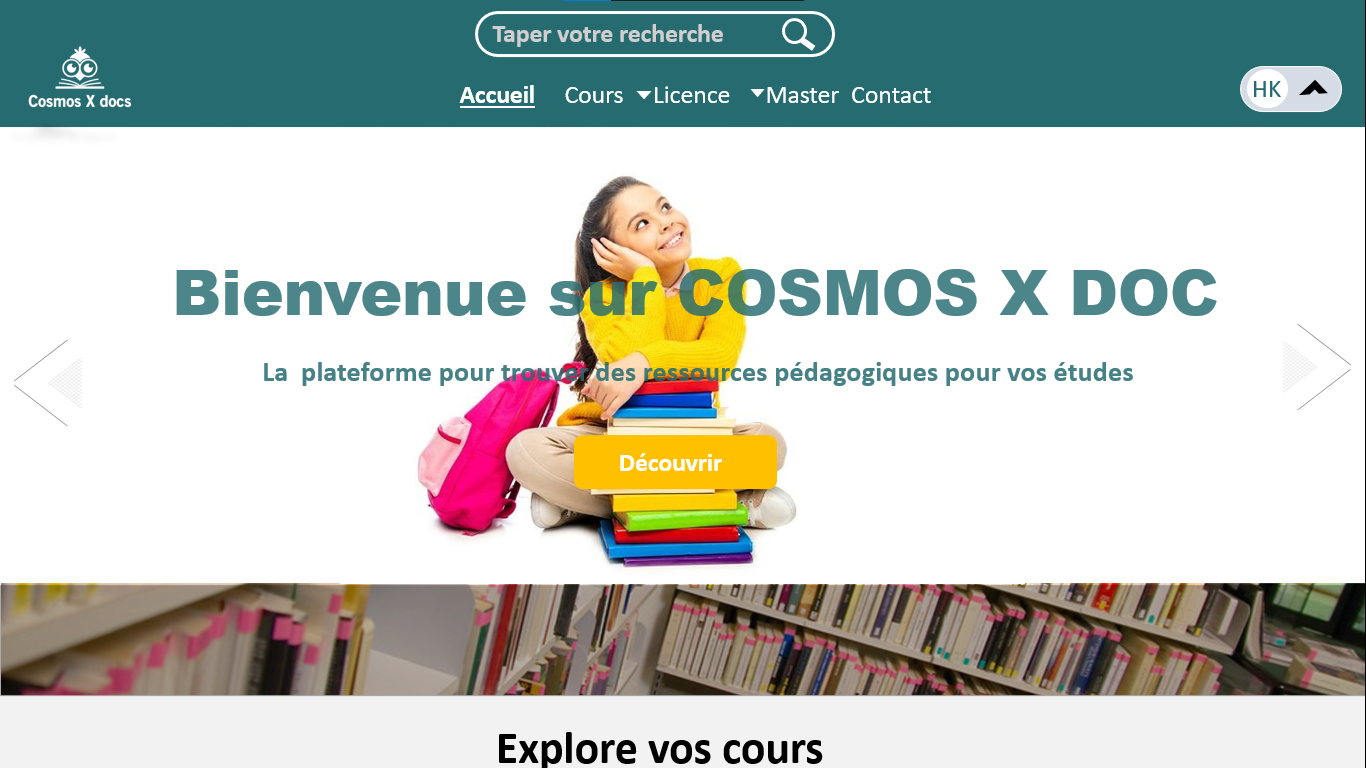 Taper votre recherche
Cosmos X docs
Accueil Cours Licence Master Contact
HK
Bienvenue sur COSMOS X DOC
La plateforme pour trouver des ressources pédagogiques pour vos études
Découvrir
Explore vos cours